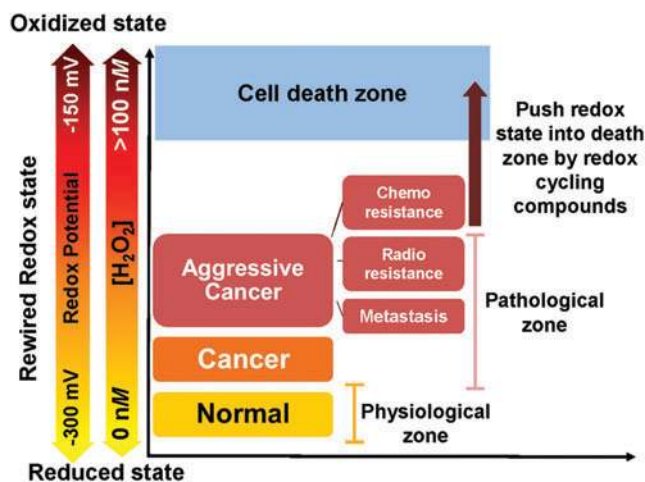 Oxidized state
Rewired Redox state
-150 mV
Redox Potential
-300 mV
>100 nM
[H₂O₂]
0 nM
Reduced state
Cell death zone
Push redox
state into death
zone by redox
cycling
compounds
Chemo
resistance
Aggressive
Cancer
Radio
resistance
Metastasis
Pathological
zone
Cancer
Normal
Physiological
zone